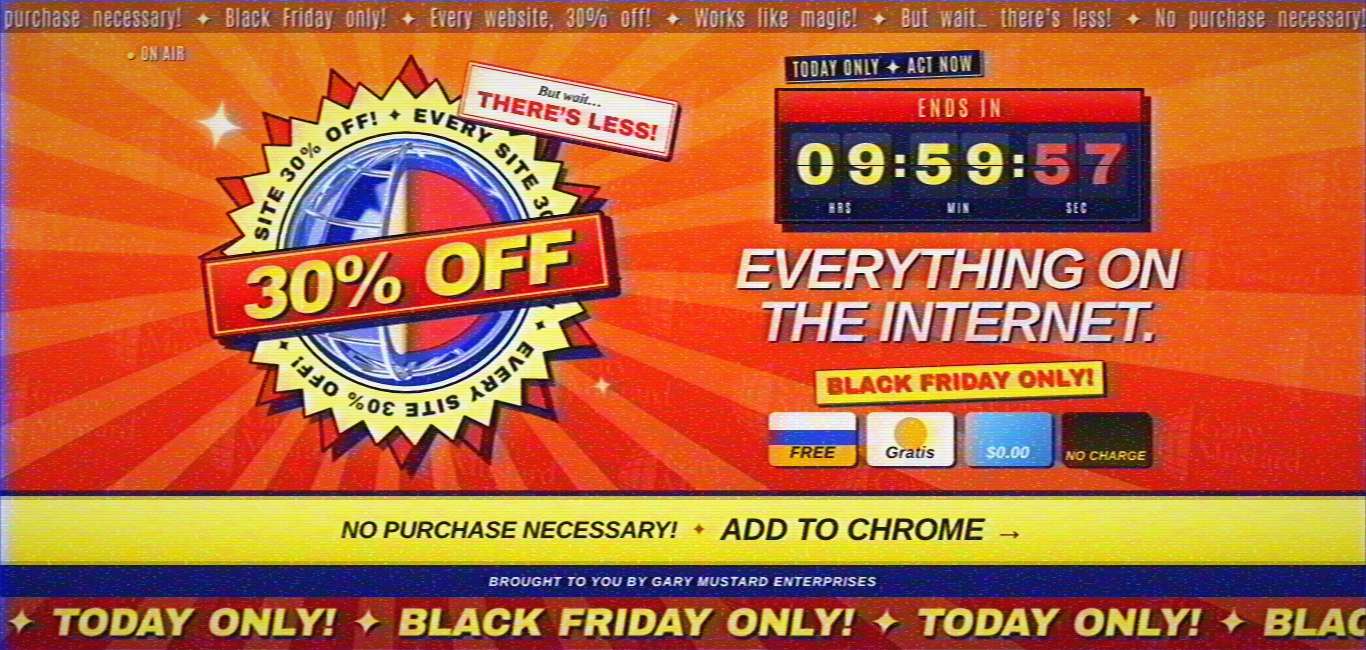 purchase necessary! ✦ Black Friday only! ✦ Every website, 30% off! ✦ Works like magic! ✦ But wait… there's less! ✦ No purchase necessary!
• ON AIR
But wait…
THERE'S LESS!
SITE 30% OFF! ✦ EVERY SITE 30
30% OFF
✦ EVERY SITE 30% OFF! ✦
TODAY ONLY ✦ ACT NOW
ENDS IN
09:59:57
HRS MIN SEC
EVERYTHING ON
THE INTERNET.
BLACK FRIDAY ONLY!
FREE Gratis $0.00 NO CHARGE
NO PURCHASE NECESSARY! ✦ ADD TO CHROME →
BROUGHT TO YOU BY GARY MUSTARD ENTERPRISES
✦ TODAY ONLY! ✦ BLACK FRIDAY ONLY! ✦ TODAY ONLY! ✦ BLAC